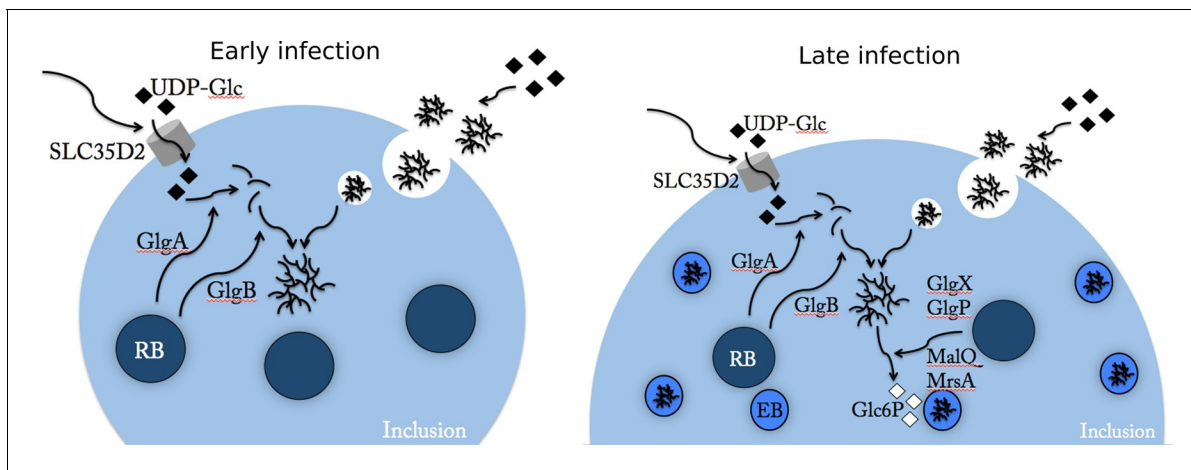 Early infection
UDP-Glc
SLC35D2
GlgA
GlgB
RB
Inclusion
Late infection
UDP-Glc
SLC35D2
GlgA
GlgB
GlgX
GlgP
RB
MalQ
MrsA
EB
Glc6P
Inclusion